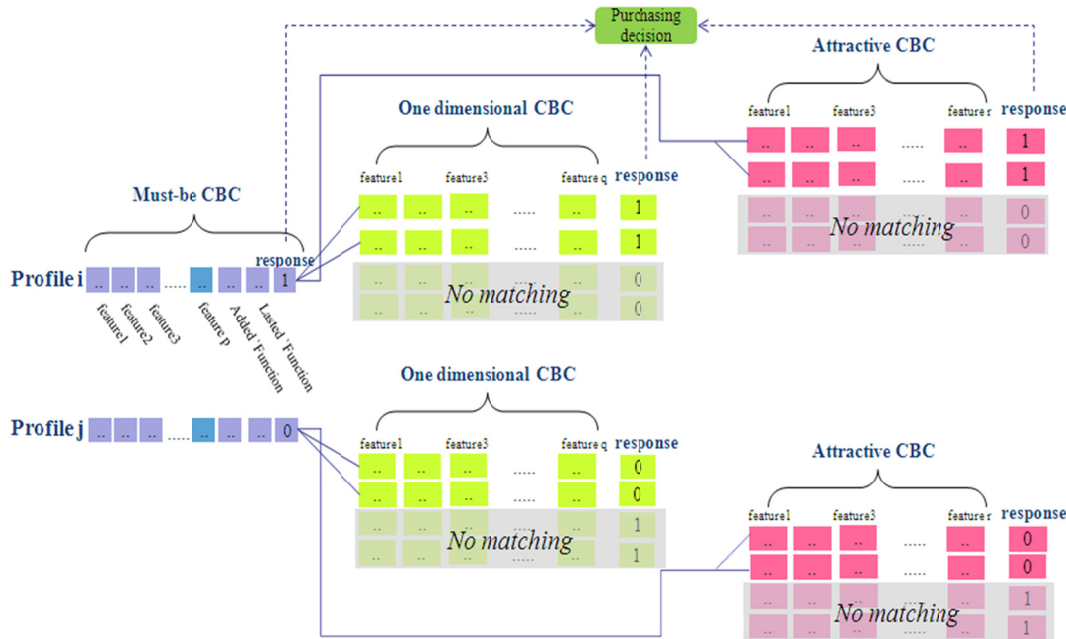 Purchasing
decision
Attractive CBC
feature1 feature3 feature r response
.. .. .. ..... .. 1
.. .. .. ..... .. 1
.. .. .. ..... .. 0
No matching
.. .. .. ..... .. 0
One dimensional CBC
feature1 feature3 feature q response
.. .. .. ..... .. 1
.. .. .. ..... .. 1
.. .. .. ..... .. 0
No matching
.. .. .. ..... .. 0
Must-be CBC
response
Profile i .. .. .. ..... .. .. .. 1
feature1
feature2
feature3
feature p
Added `Function
Lasted `Function
One dimensional CBC
Profile j .. .. .. ..... .. .. .. 0
feature1 feature3 feature q response
.. .. .. ..... .. 0
.. .. .. ..... .. 0
.. .. .. ..... .. 1
No matching
.. .. .. ..... .. 1
Attractive CBC
feature1 feature3 feature r response
.. .. .. ..... .. 0
.. .. .. ..... .. 0
.. .. .. ..... .. 1
No matching
.. .. .. ..... .. 1